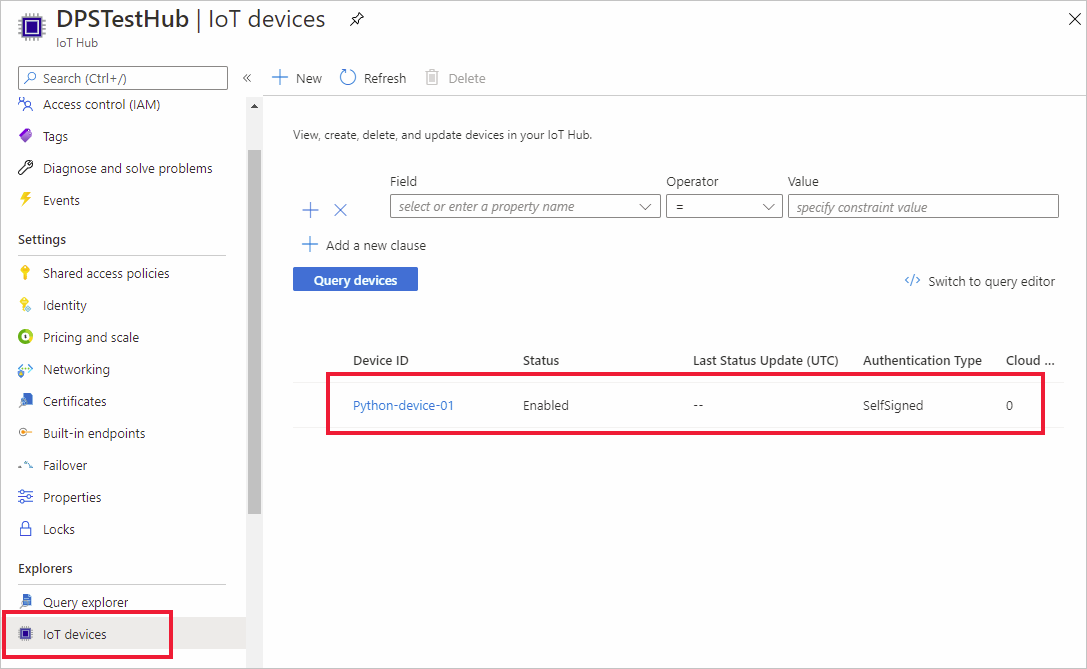 DPSTestHub | IoT devices
IoT Hub
Search (Ctrl+/)
«
New
Refresh
Delete
Access control (IAM)
Tags
Diagnose and solve problems
Events
Settings
Shared access policies
Identity
Pricing and scale
Networking
Certificates
Built-in endpoints
Failover
Properties
Locks
Explorers
Query explorer
IoT devices
View, create, delete, and update devices in your IoT Hub.
Field Operator Value
select or enter a property name = specify constraint value
Add a new clause
Query devices
</> Switch to query editor
Device ID Status Last Status Update (UTC) Authentication Type Cloud ...
Python-device-01 Enabled -- SelfSigned 0